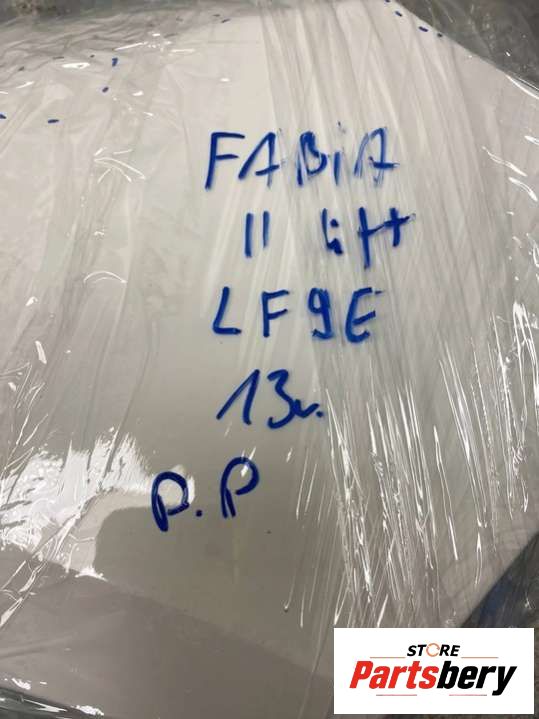 FABiA
II lift
LF9E
13r.
P.P
STORE
Partsbery